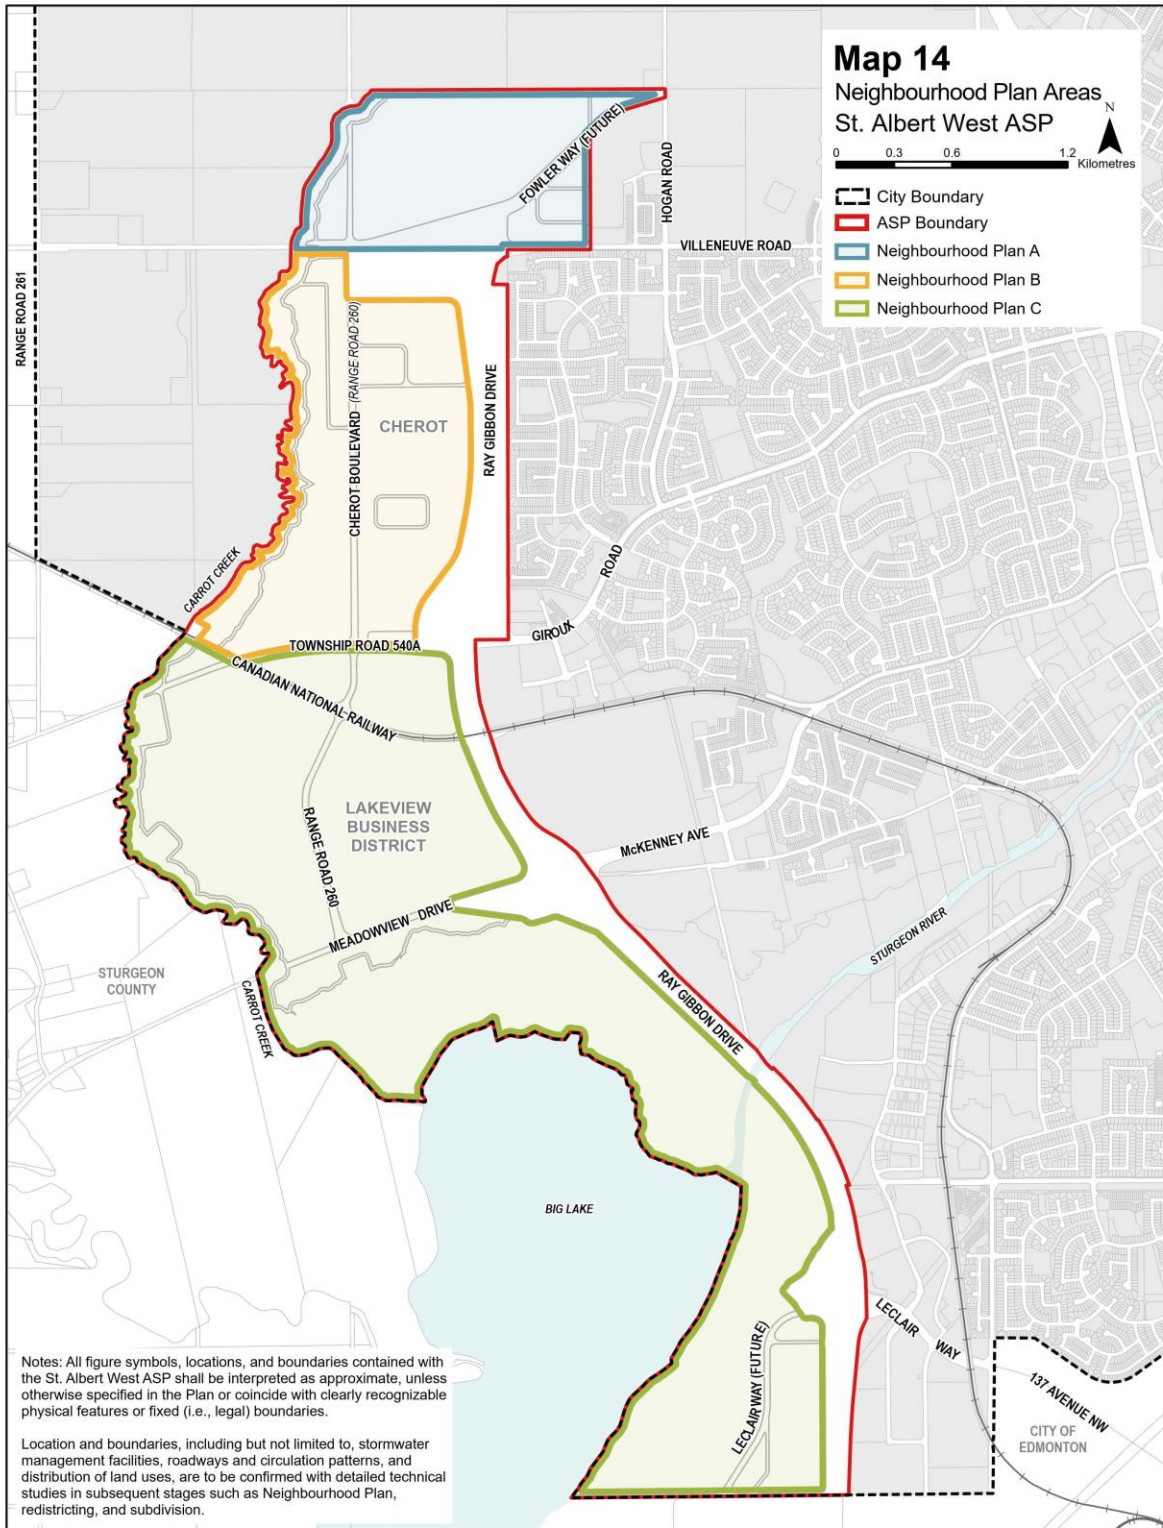 Map 14
Neighbourhood Plan Areas
St. Albert West ASP
N
0 0.3 0.6 1.2
Kilometres
City Boundary
ASP Boundary
Neighbourhood Plan A
Neighbourhood Plan B
Neighbourhood Plan C
FOWLER WAY (FUTURE)
HOGAN ROAD
VILLENEUVE ROAD
RANGE ROAD 261
CHEROT BOULEVARD (RANGE ROAD 260)
CHEROT
RAY GIBBON DRIVE
CARROT CREEK
GIROUX
ROAD
TOWNSHIP ROAD 540A
CANADIAN NATIONAL RAILWAY
LAKEVIEW
BUSINESS
DISTRICT
RANGE ROAD 260
McKENNEY AVE
MEADOWVIEW DRIVE
STURGEON RIVER
STURGEON
COUNTY
CARROT CREEK
RAY GIBBON DRIVE
BIG LAKE
LECLAIR WAY
LECLAIR WAY (FUTURE)
137 AVENUE NW
CITY OF
EDMONTON
Notes: All figure symbols, locations, and boundaries contained with
the St. Albert West ASP shall be interpreted as approximate, unless
otherwise specified in the Plan or coincide with clearly recognizable
physical features or fixed (i.e., legal) boundaries.
Location and boundaries, including but not limited to, stormwater
management facilities, roadways and circulation patterns, and
distribution of land uses, are to be confirmed with detailed technical
studies in subsequent stages such as Neighbourhood Plan,
redistricting, and subdivision.